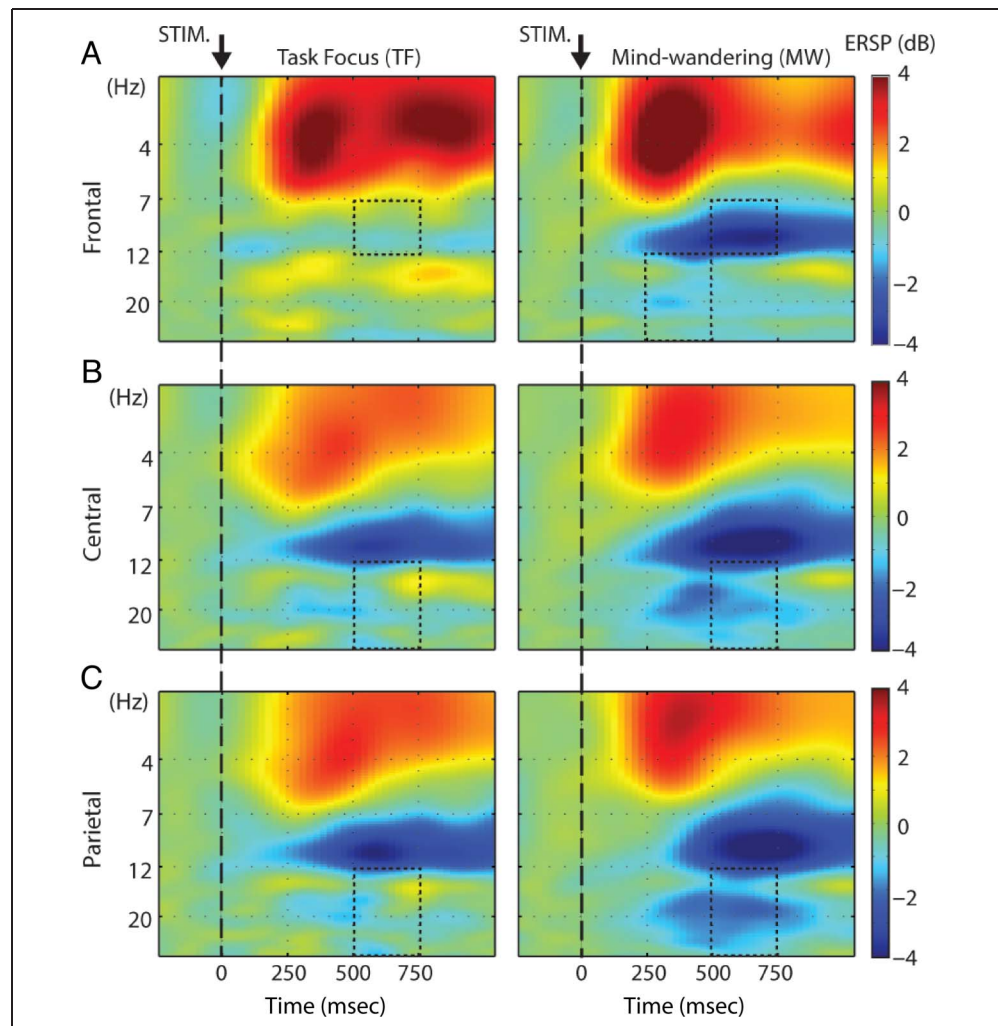 A
STIM.
Task Focus (TF)
STIM.
Mind-wandering (MW)
ERSP (dB)
(Hz)
4
7
12
20
Frontal
4
2
0
−2
−4
B
(Hz)
4
7
12
20
Central
4
2
0
−2
−4
C
(Hz)
4
7
12
20
Parietal
4
2
0
−2
−4
0 250 500 750
0 250 500 750
Time (msec)
Time (msec)